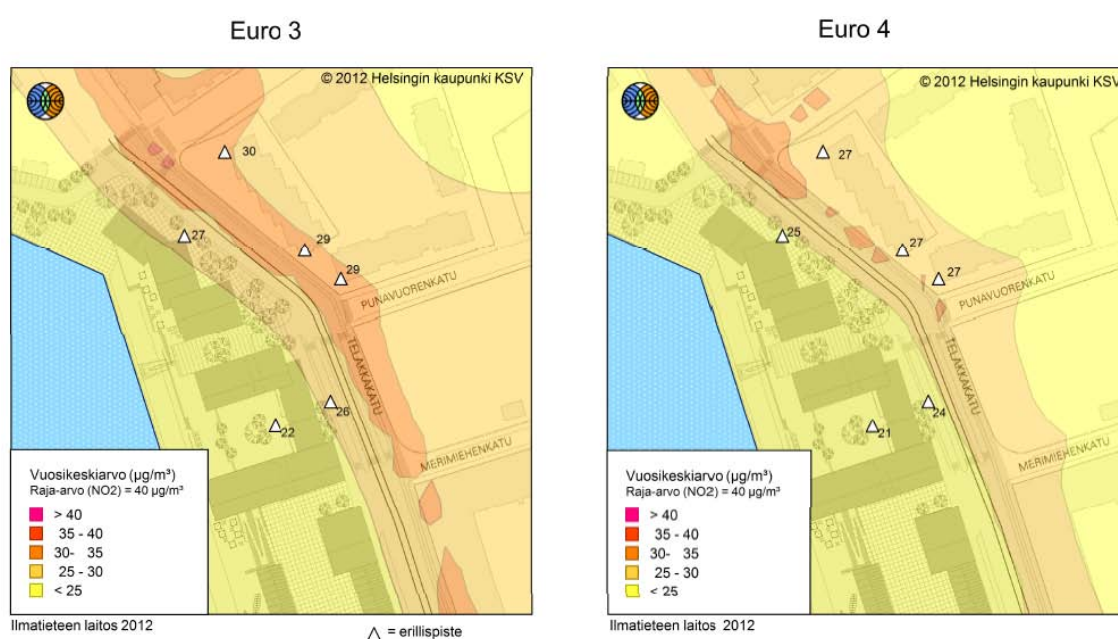 Euro 3
© 2012 Helsingin kaupunki KSV
30
27
29
29
PUNAVUORENKATU
TELAKKAKATU
26
22
MERIMIEHENKATU
Vuosikeskiarvo (µg/m³)
Raja-arvo (NO2) = 40 µg/m³
> 40
35 - 40
30- 35
25 - 30
< 25
Ilmatieteen laitos 2012
= erillispiste
Euro 4
© 2012 Helsingin kaupunki KSV
27
25
27
27
PUNAVUORENKATU
TELAKKAKATU
24
21
MERIMIEHENKATU
Vuosikeskiarvo (µg/m³)
Raja-arvo (NO2) = 40 µg/m³
> 40
35 - 40
30- 35
25 - 30
< 25
Ilmatieteen laitos 2012